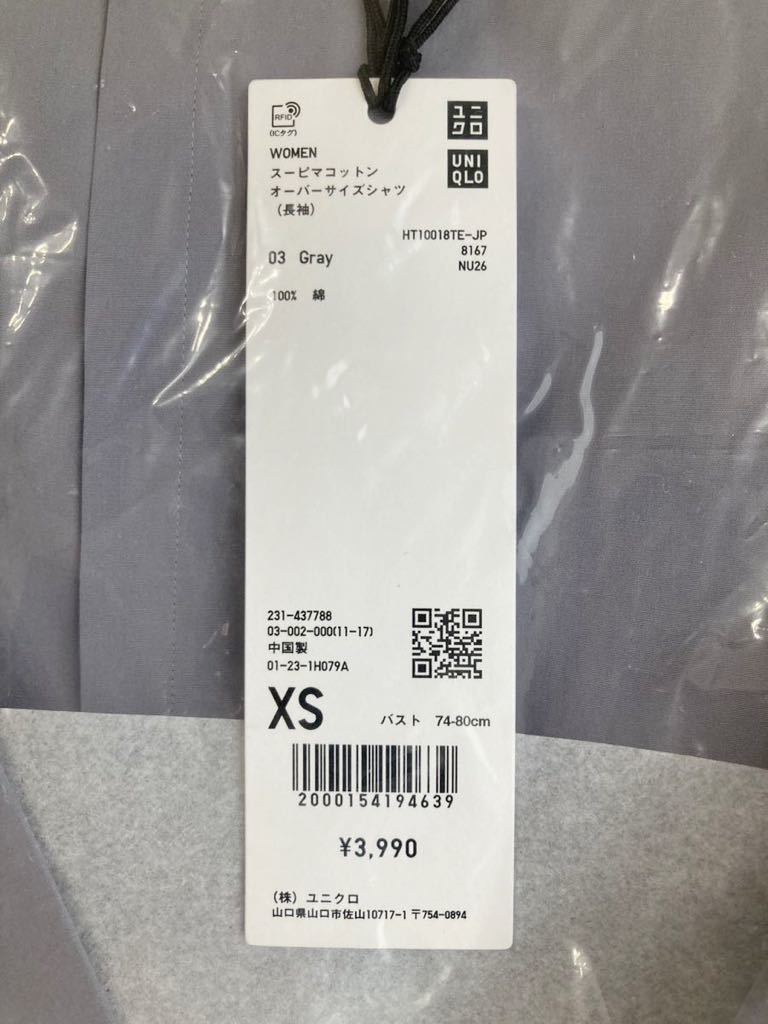 RFID
(ICタグ)
ユニ
クロ
UNI
QLO
WOMEN
スーピマコットン
オーバーサイズシャツ
(長袖)
HT10018TE-JP
8167
NU26
03 Gray
100% 綿
231-437788
03-002-000(11-17)
中国製
01-23-1H079A
XS バスト 74-80cm
2000154194639
¥3,990
(株) ユニクロ
山口県山口市佐山10717-1 〒754-0894